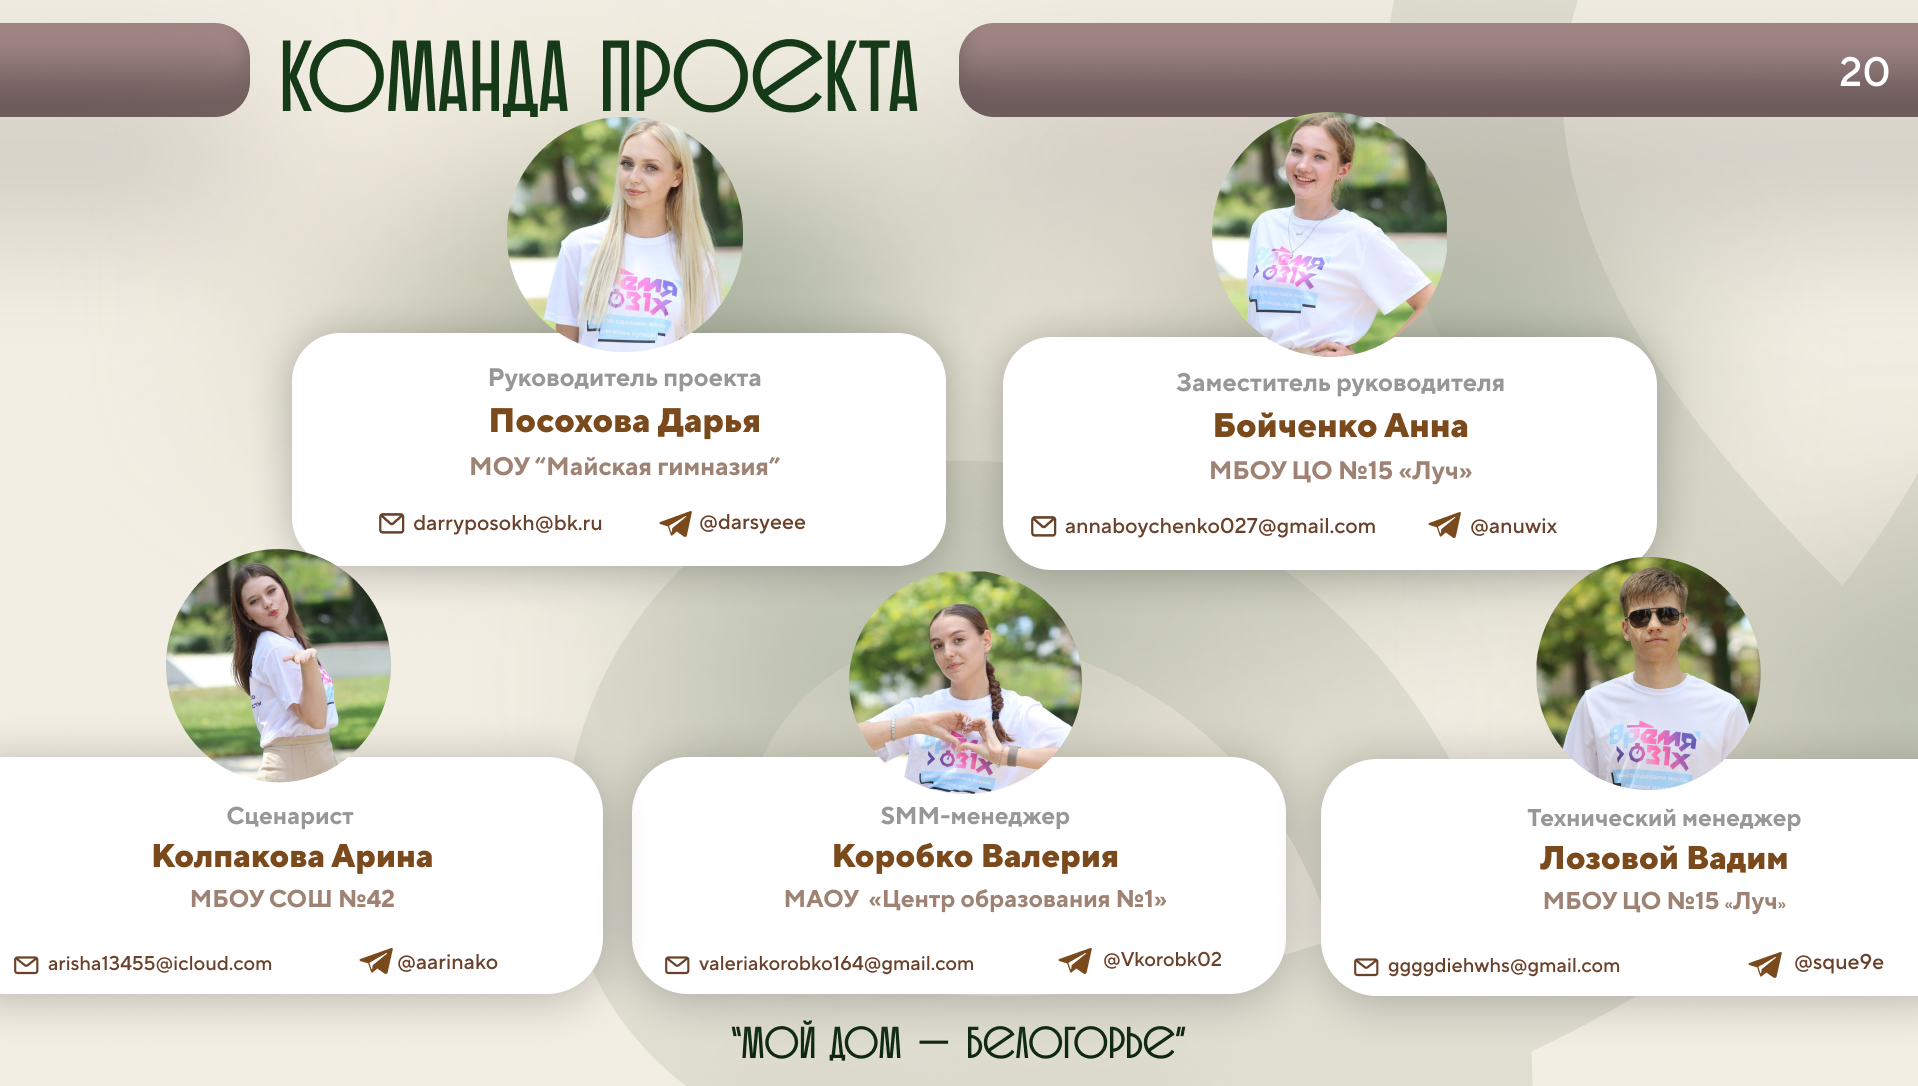 КОМАНДА ПРОЕКТА
20
Руководитель проекта
Посохова Дарья
МОУ “Майская гимназия”
darryposokh@bk.ru
@darsyeee
Заместитель руководителя
Бойченко Анна
МБОУ ЦО №15 «Луч»
annaboychenko027@gmail.com
@anuwix
Сценарист
Колпакова Арина
МБОУ СОШ №42
arisha13455@icloud.com
@aarinako
SMM-менеджер
Коробко Валерия
МАОУ «Центр образования №1»
valeriakorobko164@gmail.com
@Vkorobk02
Технический менеджер
Лозовой Вадим
МБОУ ЦО №15 «Луч»
ggggdiehwhs@gmail.com
@sque9e
время
31х
"МОЙ ДОМ — БЕЛОГОРЬЕ"